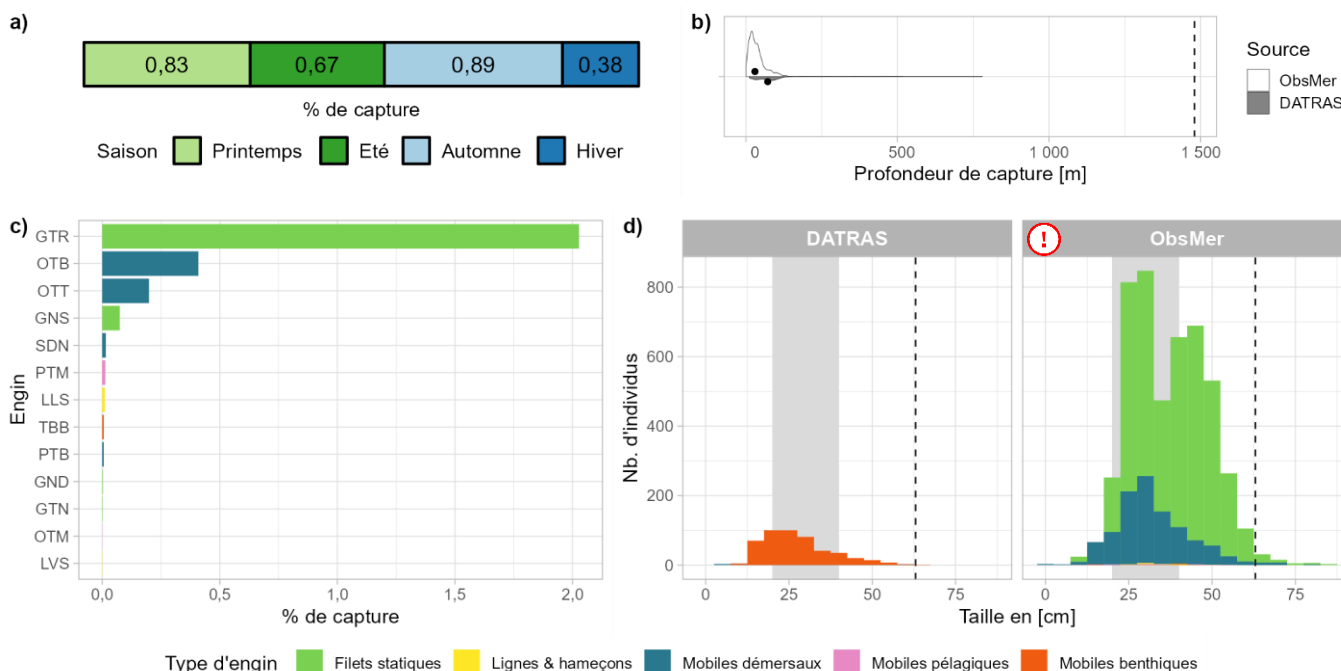 a)
0,83 0,67 0,89 0,38
% de capture
Saison Printemps Eté Automne Hiver
b)
0 500 1 000 1 500
Profondeur de capture [m]
Source
ObsMer
DATRAS
c)
Engin
GTR
OTB
OTT
GNS
SDN
PTM
LLS
TBB
PTB
GND
GTN
OTM
LVS
0,0 0,5 1,0 1,5 2,0
% de capture
d)
DATRAS ! ObsMer
Nb. d'individus
800
600
400
200
0
0 25 50 75 0 25 50 75
Taille en [cm]
Type d'engin Filets statiques Lignes & hameçons Mobiles démersaux Mobiles pélagiques Mobiles benthiques